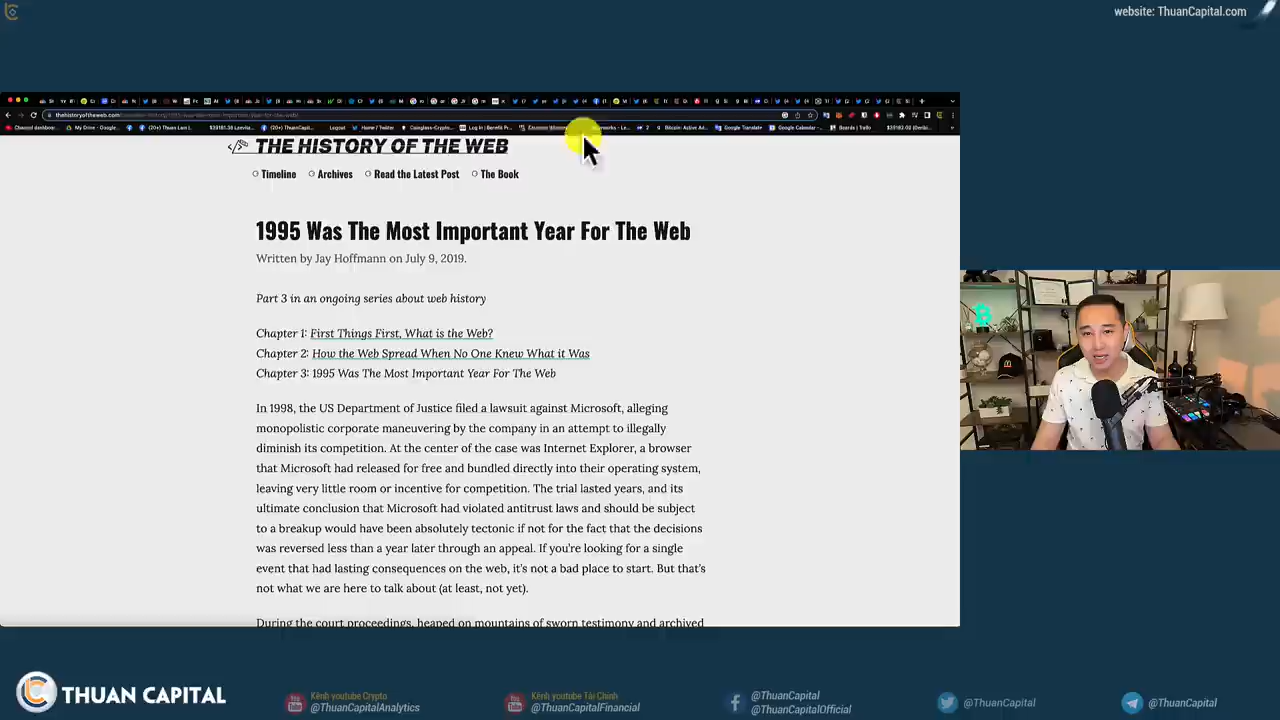 website: ThuanCapital.com
THE HISTORY OF THE WEB
Timeline
Archives
Read the Latest Post
The Book
1995 Was The Most Important Year For The Web
Written by Jay Hoffmann on July 9, 2019.
Part 3 in an ongoing series about web history
Chapter 1: First Things First, What is the Web?
Chapter 2: How the Web Spread When No One Knew What it Was
Chapter 3: 1995 Was The Most Important Year For The Web
In 1998, the US Department of Justice filed a lawsuit against Microsoft, alleging
monopolistic corporate maneuvering by the company in an attempt to illegally
diminish its competition. At the center of the case was Internet Explorer, a browser
that Microsoft had released for free and bundled directly into their operating system,
leaving very little room or incentive for competition. The trial lasted years, and its
ultimate conclusion that Microsoft had violated antitrust laws and should be subject
to a breakup would have been absolutely tectonic if not for the fact that the decisions
was reversed less than a year later through an appeal. If you're looking for a single
event that had lasting consequences on the web, it's not a bad place to start. But that's
not what we are here to talk about (at least, not yet).
During the court proceedings, heaped on mountains of sworn testimony and archived
THUAN CAPITAL
Kênh youtube Crypto
@ThuanCapitalAnalytics
Kênh youtube Tài Chính
@ThuanCapitalFinancial
@ThuanCapital
@ThuanCapitalOfficial
@ThuanCapital
@ThuanCapital